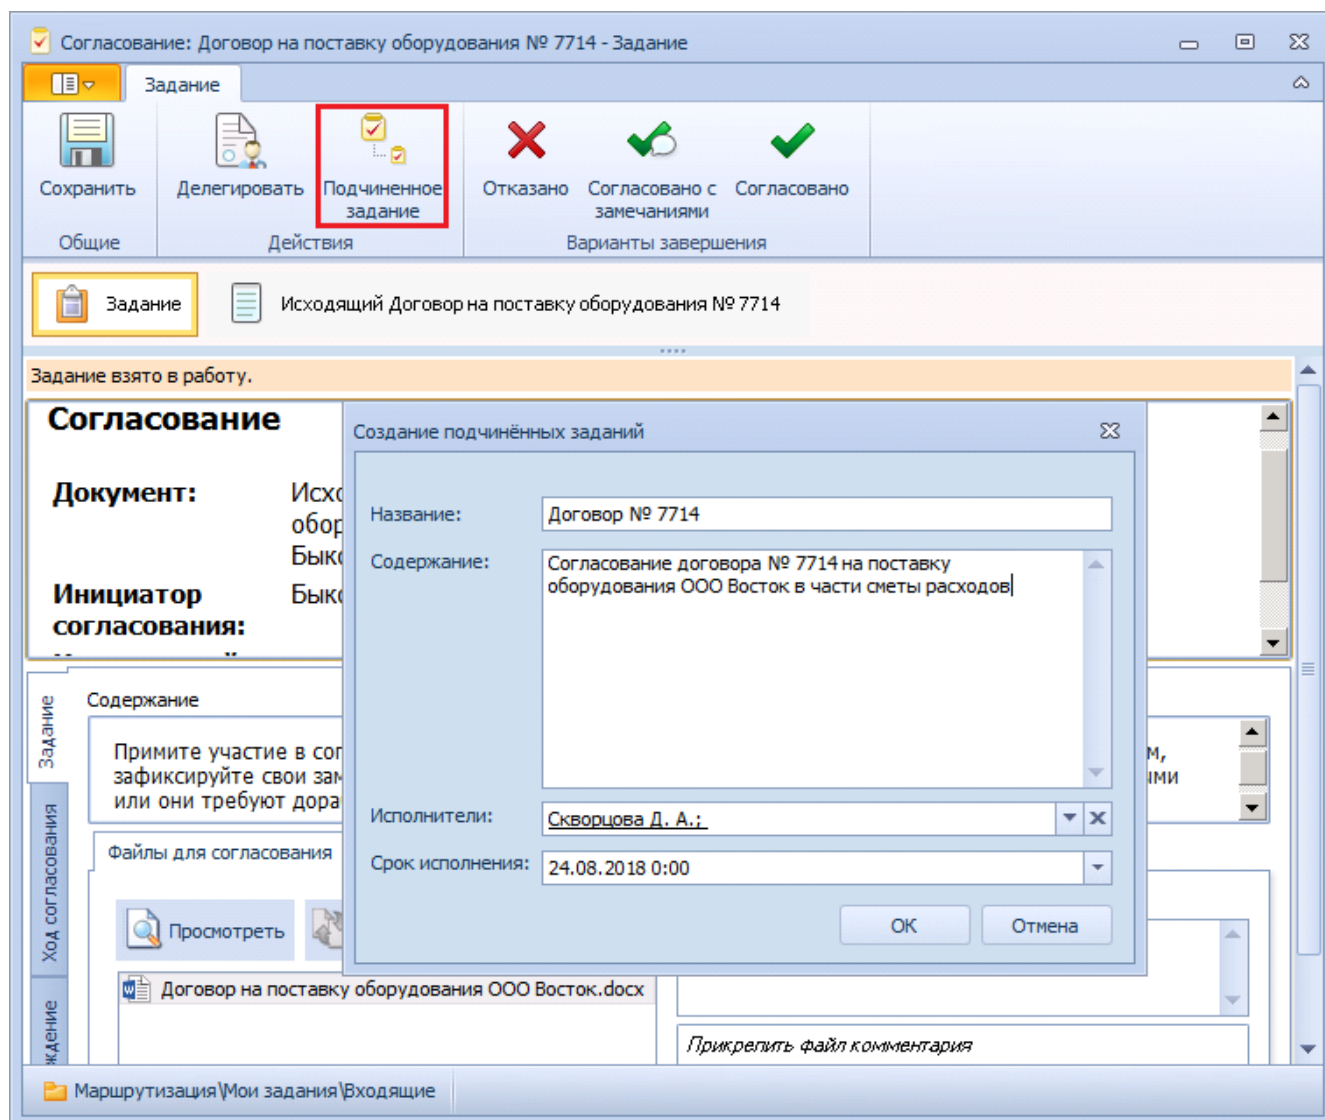 Согласование: Договор на поставку оборудования № 7714 - Задание
Задание
Сохранить
Делегировать
Подчиненное
задание
Отказано
Согласовано с
замечаниями
Согласовано
Общие
Действия
Варианты завершения
Задание
Исходящий Договор на поставку оборудования № 7714
Задание взято в работу.
Согласование
Документ:
Инициатор
согласования:
Создание подчинённых заданий
Название:
Договор № 7714
Содержание:
Согласование договора № 7714 на поставку
оборудования ООО Восток в части сметы расходов
Исполнители:
Скворцова Д. А.;
Срок исполнения:
24.08.2018 0:00
ОК
Отмена
Задание
Ход согласования
Содержание
Примите участие в
зафиксируйте свои
или они требуют
Файлы для согласования
Просмотреть
Договор на поставку оборудования ООО Восток.docx
Прикрепить файл комментария
Маршрутизация\Мои задания\Входящие